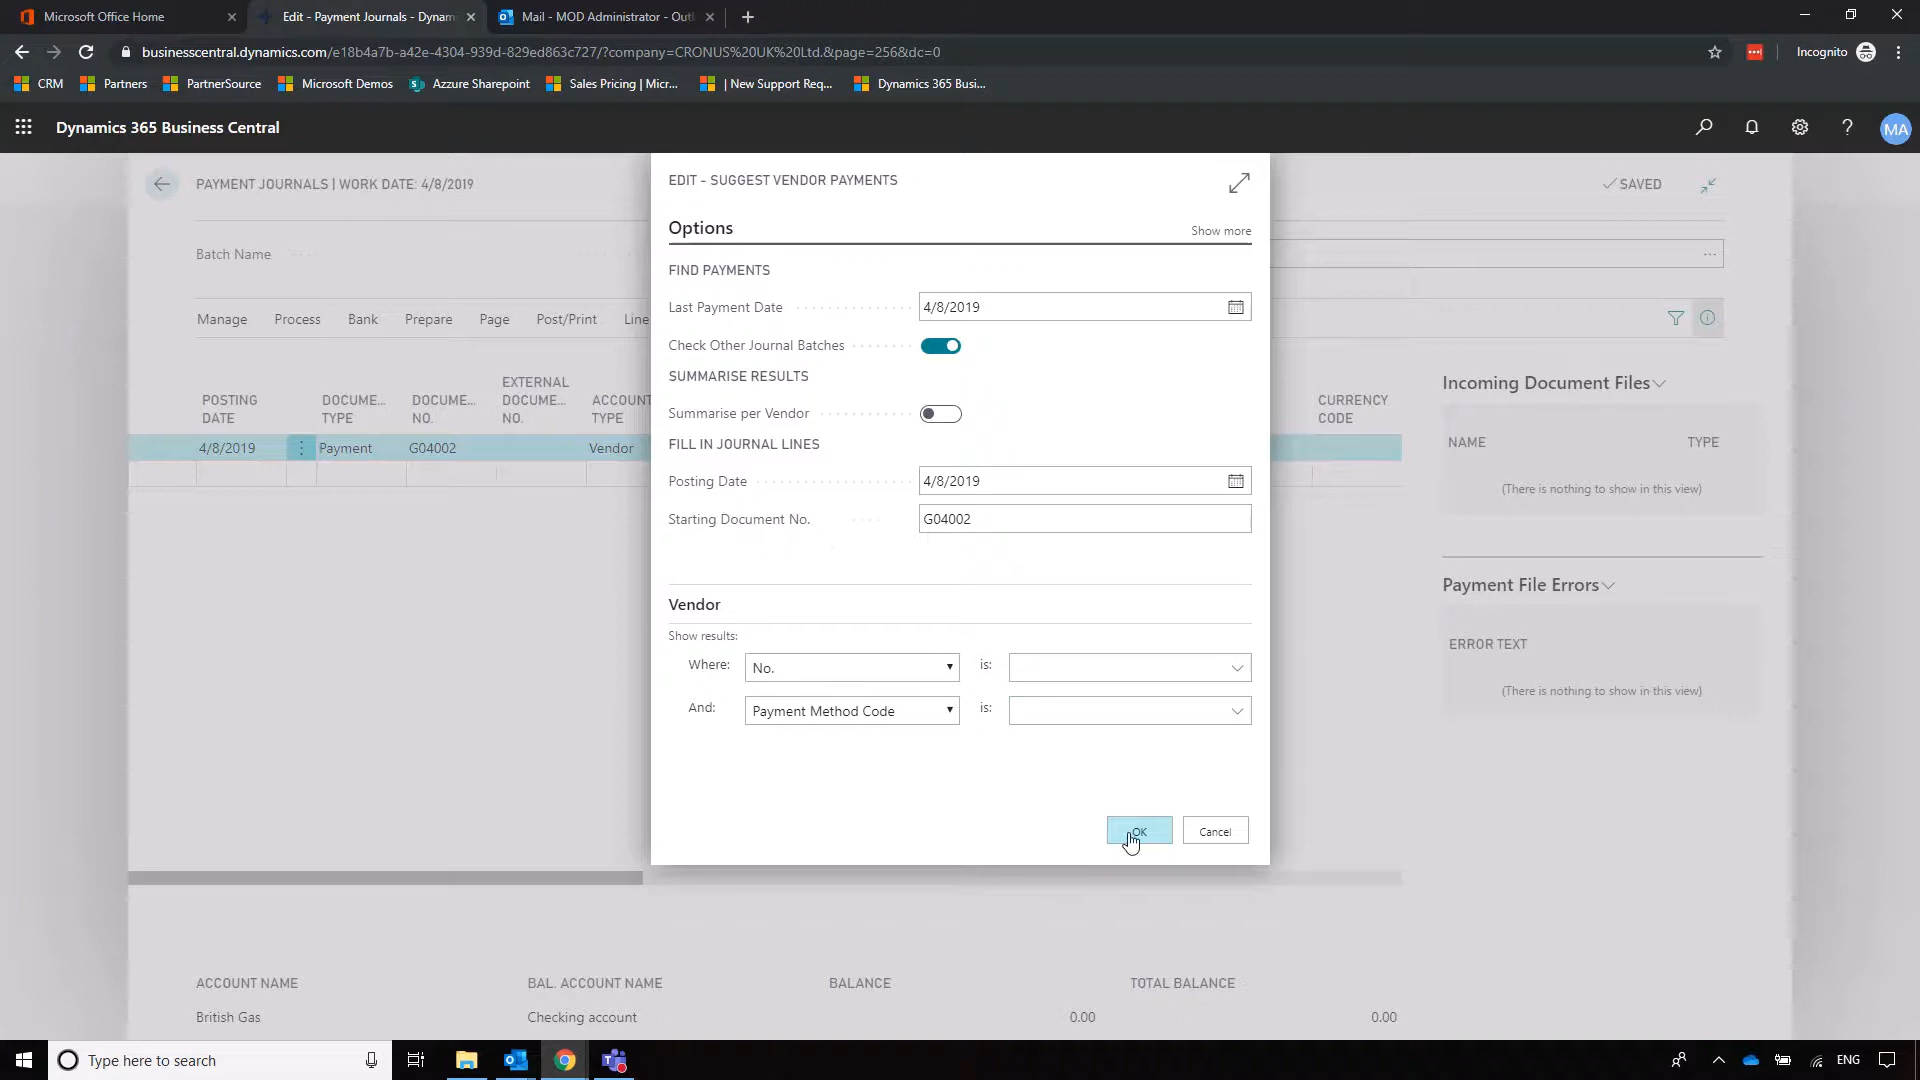 Microsoft Office Home
Edit - Payment Journals - Dynam
Mail - MOD Administrator - Outl
businesscentral.dynamics.com/e18b4a7b-a42e-4304-939d-829ed863c727/?company=CRONUS%20UK%20Ltd.&page=256&dc=0
Incognito
CRM
Partners
PartnerSource
Microsoft Demos
Azzure Sharepoint
Sales Pricing | Micr...
| New Support Req...
Dynamics 365 Busi...
Dynamics 365 Business Central
MA
PAYMENT JOURNALS | WORK DATE: 4/8/2019
SAVED
Batch Name
Manage
Process
Bank
Prepare
Page
Post/Print
Line
POSTING DATE
DOCUME... TYPE
DOCUME... NO.
EXTERNAL DOCUME... NO.
ACCOUNT TYPE
CURRENCY CODE
4/8/2019
Payment
G04002
Vendor
EDIT - SUGGEST VENDOR PAYMENTS
Options
Show more
FIND PAYMENTS
Last Payment Date
4/8/2019
Check Other Journal Batches
SUMMARISE RESULTS
Summarise per Vendor
FILL IN JOURNAL LINES
Posting Date
4/8/2019
Starting Document No.
G04002
Vendor
Show results:
Where:
No.
is:
And:
Payment Method Code
is:
OK
Cancel
Incoming Document Files
NAME
TYPE
(There is nothing to show in this view)
Payment File Errors
ERROR TEXT
(There is nothing to show in this view)
ACCOUNT NAME
BAL. ACCOUNT NAME
BALANCE
TOTAL BALANCE
British Gas
Checking account
0.00
0.00
Type here to search
ENG